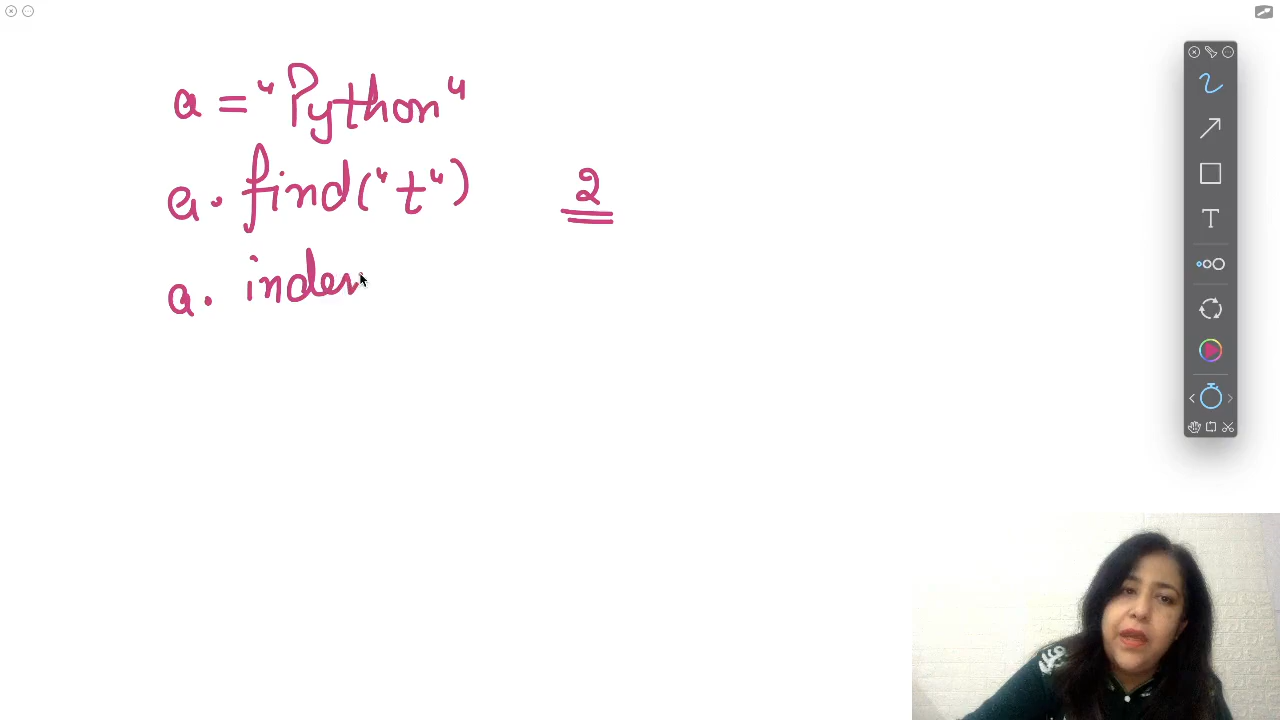 a = "Python"
a. find("t") 2
a. index
T